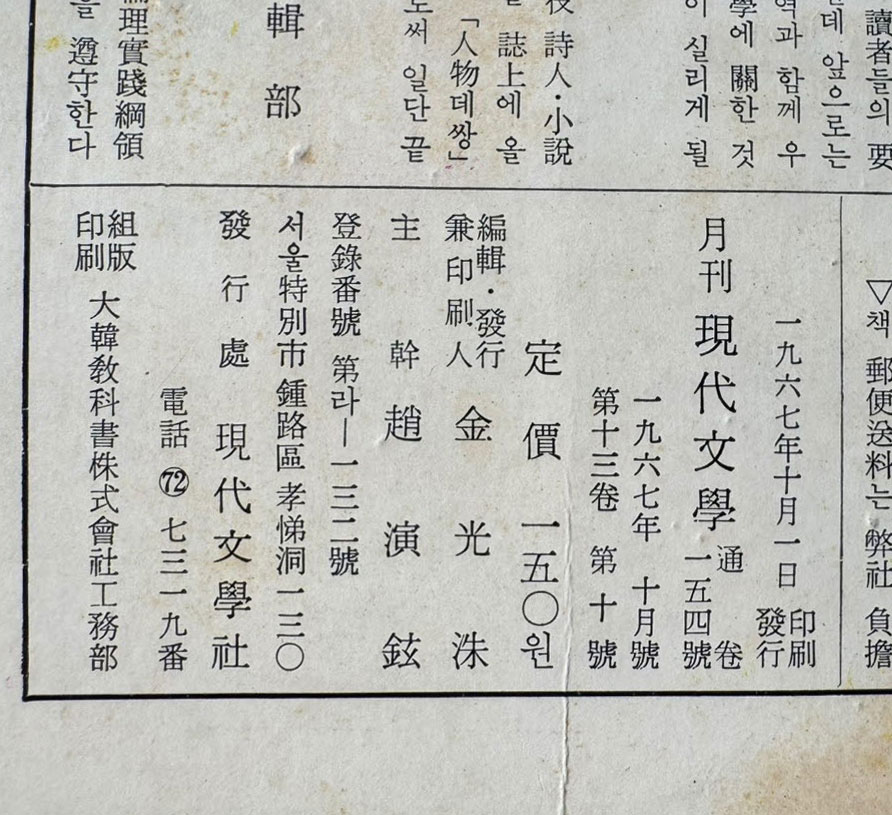 讀者들의 要
데 앞으로는
과 함께 우
學에 關한 것
이 실리게 될
詩人·小說
誌上에 올
「人物데쌍」
로써 일단 끝
輯 部
倫理實踐綱領
을 遵守한다
▽책 郵便送料는 弊社 負擔
一九六七年十月一日 印刷
發行
月刊 現代文學 通卷
一五四號
一九六七年 十月號
第十三卷 第十號
定價 一五〇원
編輯·發行
兼印刷人 金光洙
主幹 趙演鉉
登錄番號 第라—一三二號
서울特別市 鍾路區 孝悌洞 一三〇
發行處 現代文學社
電話 ㊲ 七三一九番
組版
印刷 大韓敎科書株式會社工務部